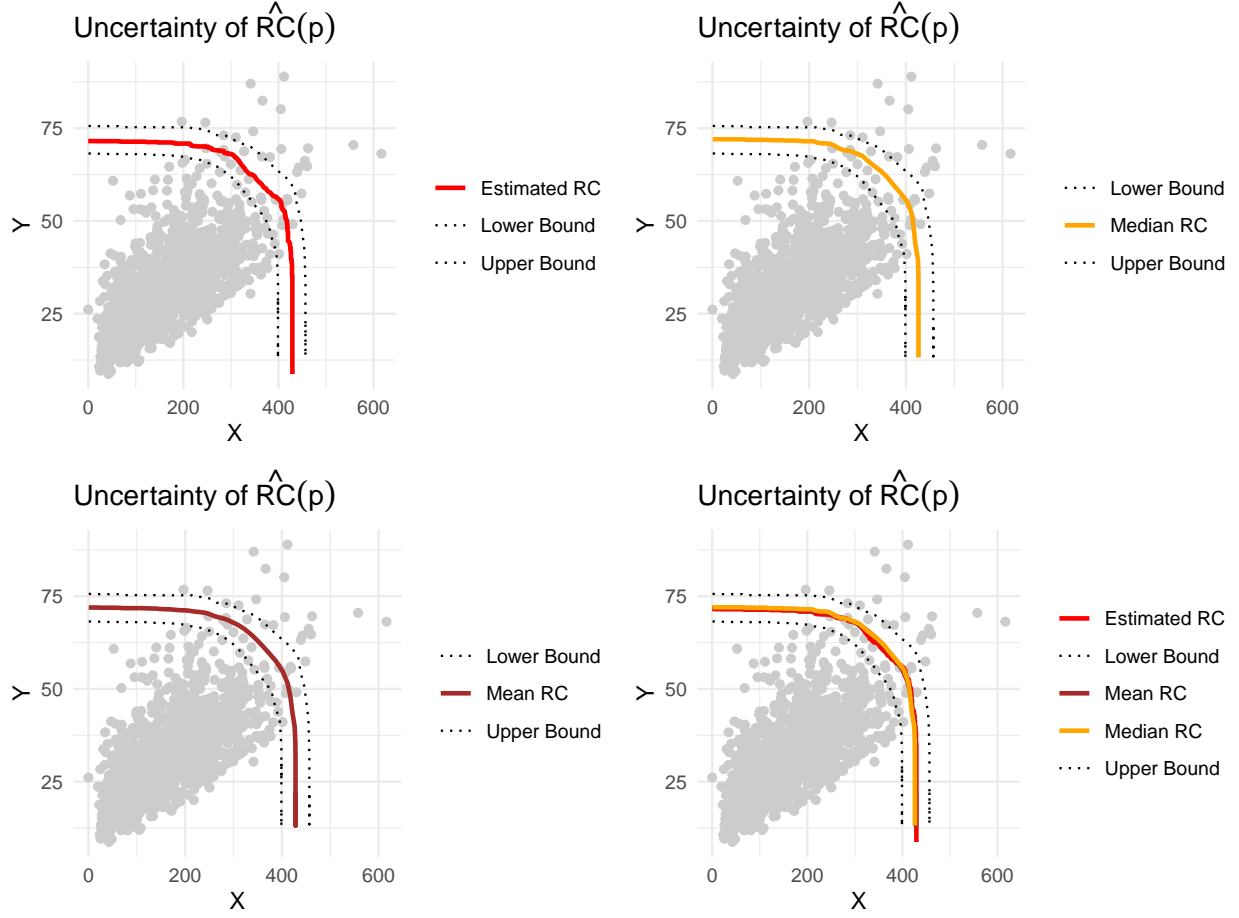 Uncertainty of R̂C(p)
75
50
25
Y
0 200 400 600
X
Estimated RC
Lower Bound
Upper Bound
Uncertainty of R̂C(p)
75
50
25
Y
0 200 400 600
X
Lower Bound
Median RC
Upper Bound
Uncertainty of R̂C(p)
75
50
25
Y
0 200 400 600
X
Lower Bound
Mean RC
Upper Bound
Uncertainty of R̂C(p)
75
50
25
Y
0 200 400 600
X
Estimated RC
Lower Bound
Mean RC
Median RC
Upper Bound